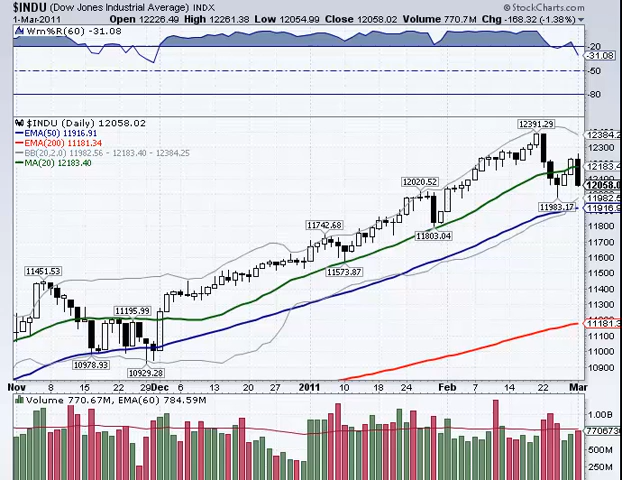 $INDU (Dow Jones Industrial Average) INDX © StockCharts.com
1-Mar-2011 Open 12226.49 High 12261.38 Low 12054.99 Close 12058.02 Volume 770.7M Chg -168.32 (-1.38%)
Wm%R(60) -31.08
-20
-31.08
-50
-80
$INDU (Daily) 12058.02
EMA(50) 11916.91
EMA(200) 11181.34
BB(20,2.0) 11982.56 - 12183.40 - 12384.25
MA(20) 12183.40
12391.29
12384.2
12300
12183.4
12020.52
12058.0
11982.5
11983.17
11916.9
11742.68
11803.04
11800
11700
11600
11573.87
11500
11451.53
11400
11300
11195.99
11181.3
11100
11000
10978.93
10929.28
10900
Nov 8 15 22 29 Dec 6 13 20 27 2011 10 18 24 Feb 7 14 22 Mar
Volume 770.67M, EMA(60) 784.59M
1.00B
7706736
500M
250M